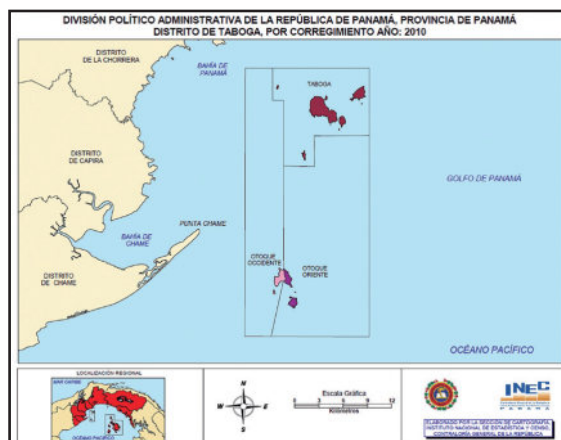 DIVISIÓN POLÍTICO ADMINISTRATIVA DE LA REPÚBLICA DE PANAMÁ, PROVINCIA DE PANAMÁ
DISTRITO DE TABOGA, POR CORREGIMIENTO AÑO: 2010
DISTRITO
DE LA CHORRERA
BAHÍA DE
PANAMÁ
TABOGA
DISTRITO
DE CAPIRA
GOLFO DE PANAMÁ
PUNTA CHAME
BAHÍA DE
CHAME
OTOQUE
OCCIDENTE
OTOQUE
ORIENTE
DISTRITO
DE CHAME
OCÉANO PACÍFICO
LOCALIZACIÓN REGIONAL
MAR CARIBE
OCÉANO PACÍFICO
N
W
E
S
Escala Gráfica
0 3 6 9 12
Kilómetros
INEC
PANAMÁ
ELABORADO POR LA SECCIÓN DE CARTOGRAFÍA
INSTITUTO NACIONAL DE ESTADÍSTICA Y CENSO
CONTRALORÍA GENERAL DE LA REPÚBLICA